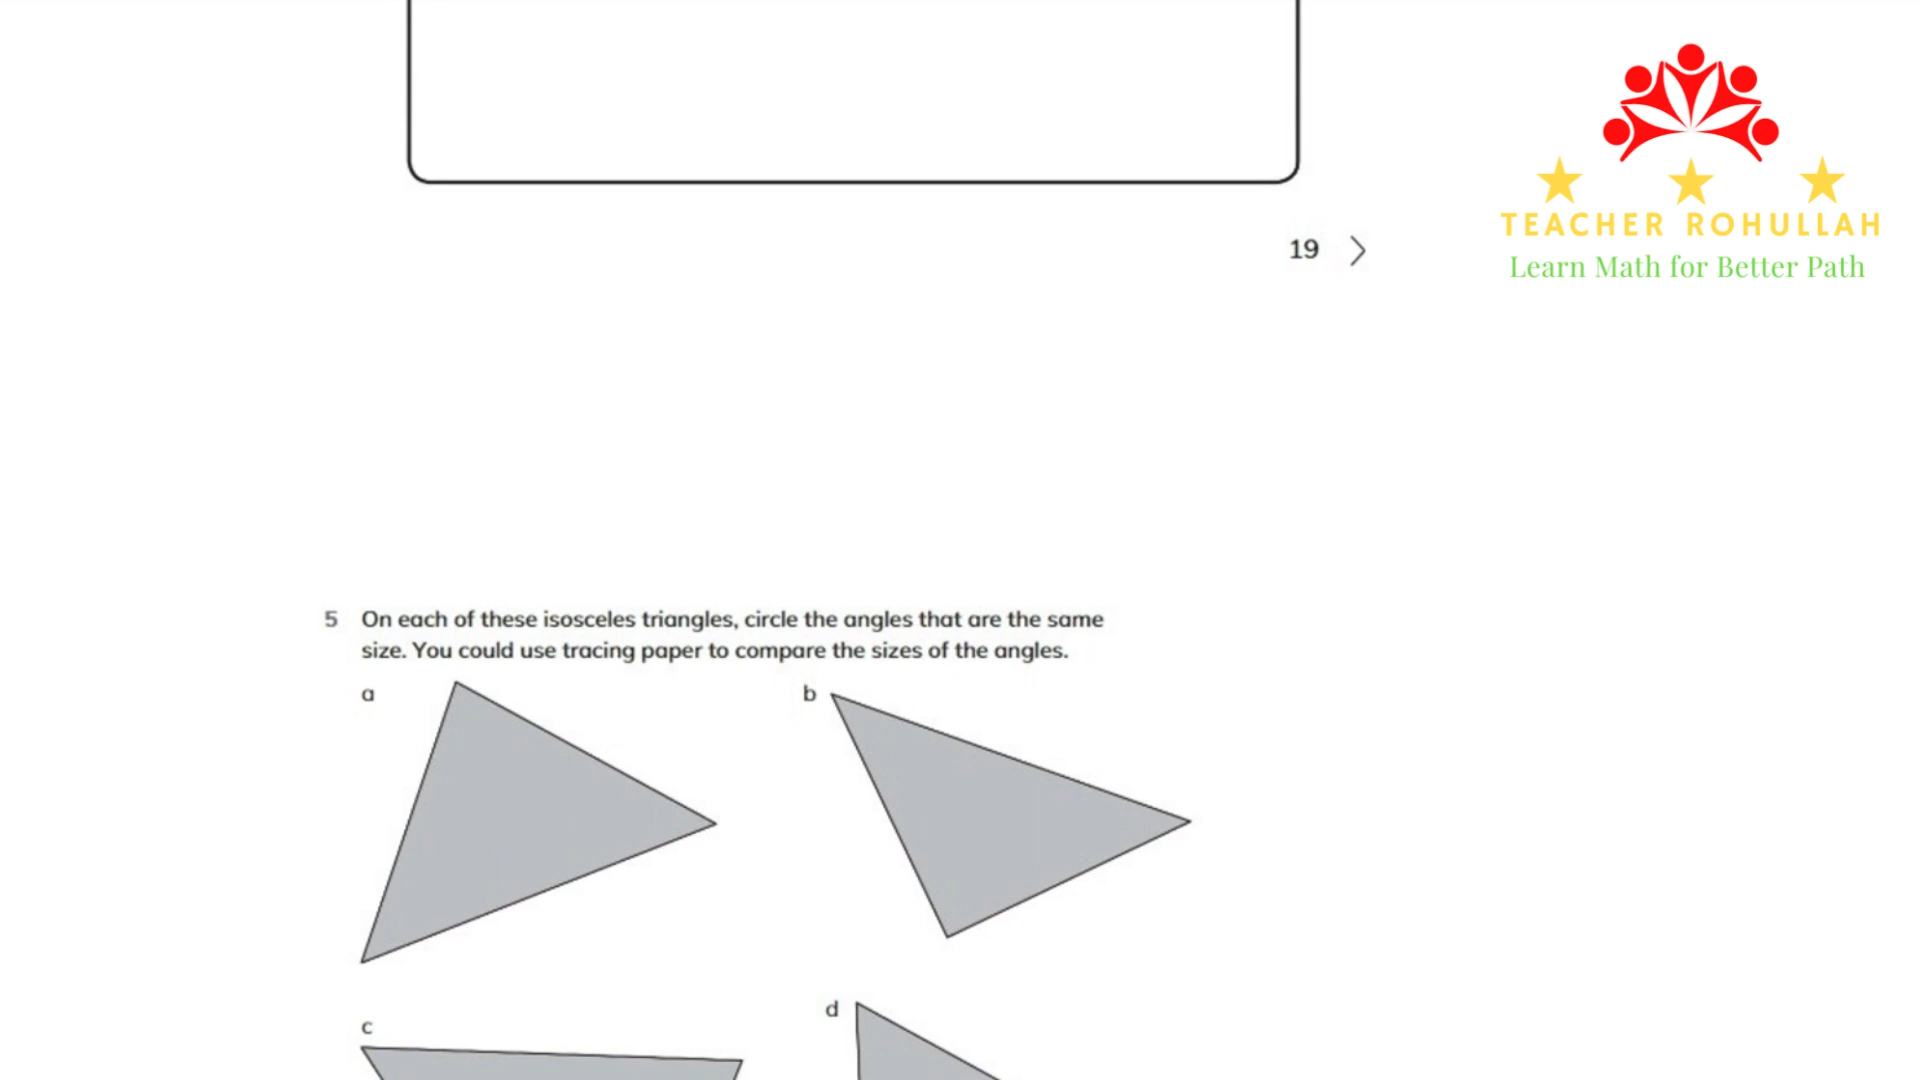 TEACHER ROHULLAH
Learn Math for Better Path
19
5 On each of these isosceles triangles, circle the angles that are the same
size. You could use tracing paper to compare the sizes of the angles.
a
b
c
d